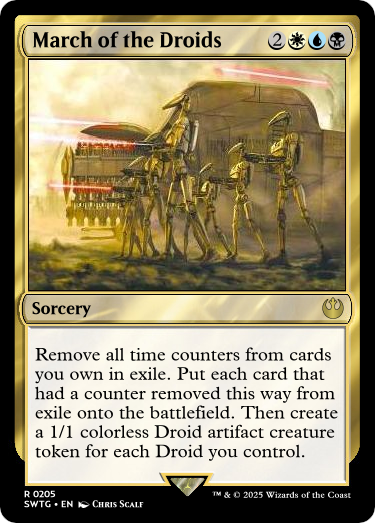 March of the Droids 2
Sorcery
Remove all time counters from cards
you own in exile. Put each card that
had a counter removed this way from
exile onto the battlefield. Then create
a 1/1 colorless Droid artifact creature
token for each Droid you control.
R 0205
SWTG • EN Chris Scalf
™ & © 2025 Wizards of the Coast